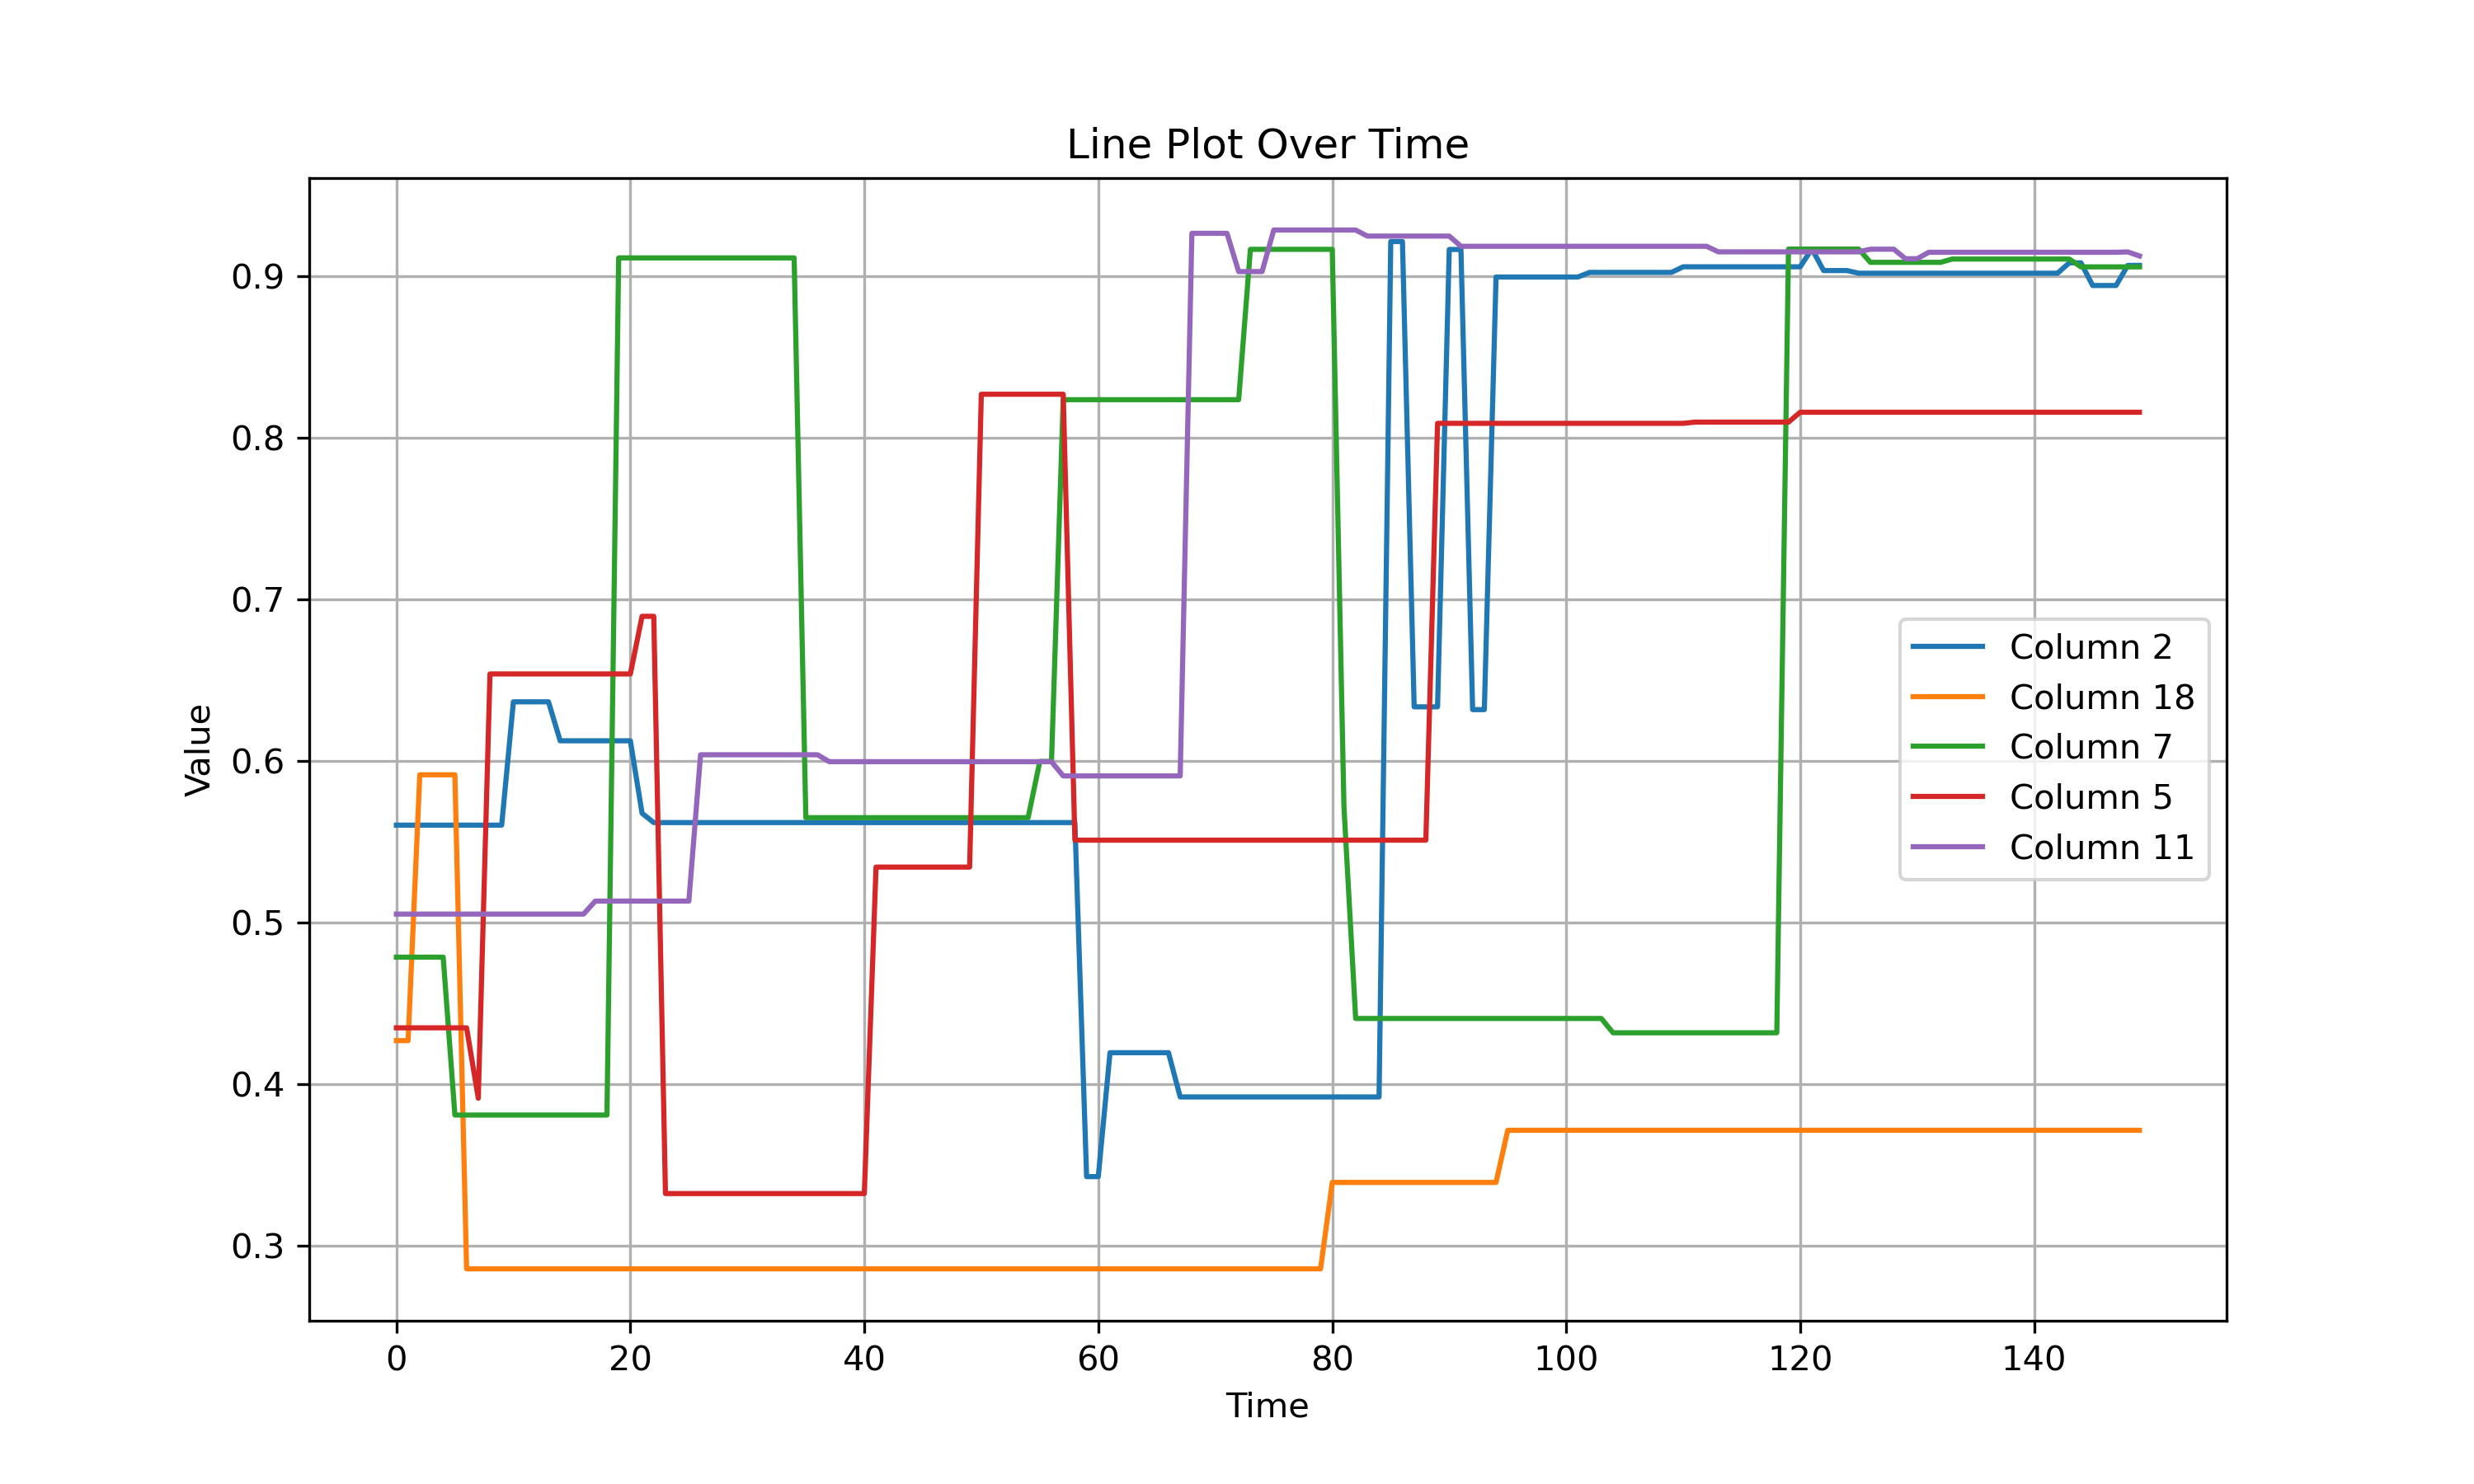 Line Plot Over Time
Value
0.9
0.8
0.7
0.6
0.5
0.4
0.3
Column 2
Column 18
Column 7
Column 5
Column 11
0 20 40 60 80 100 120 140
Time